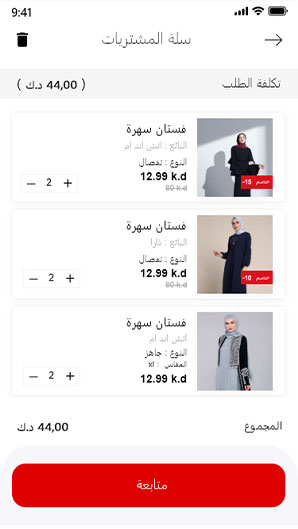 9:41
سلة المشتريات
تكلفة الطلب ( 44,00 د.ك )
فستان سهرة
البائع : اتش اند ام
النوع : تفصال
12.99 k.d
80 k.d
- 2 +
خصم 15-
فستان سهرة
البائع : زارا
النوع : تفصال
12.99 k.d
80 k.d
- 2 +
خصم 10-
فستان سهرة
اتش اند ام
النوع : جاهز
المقاس : xl
12.99 k.d
- 2 +
المجموع 44,00 د.ك
متابعة